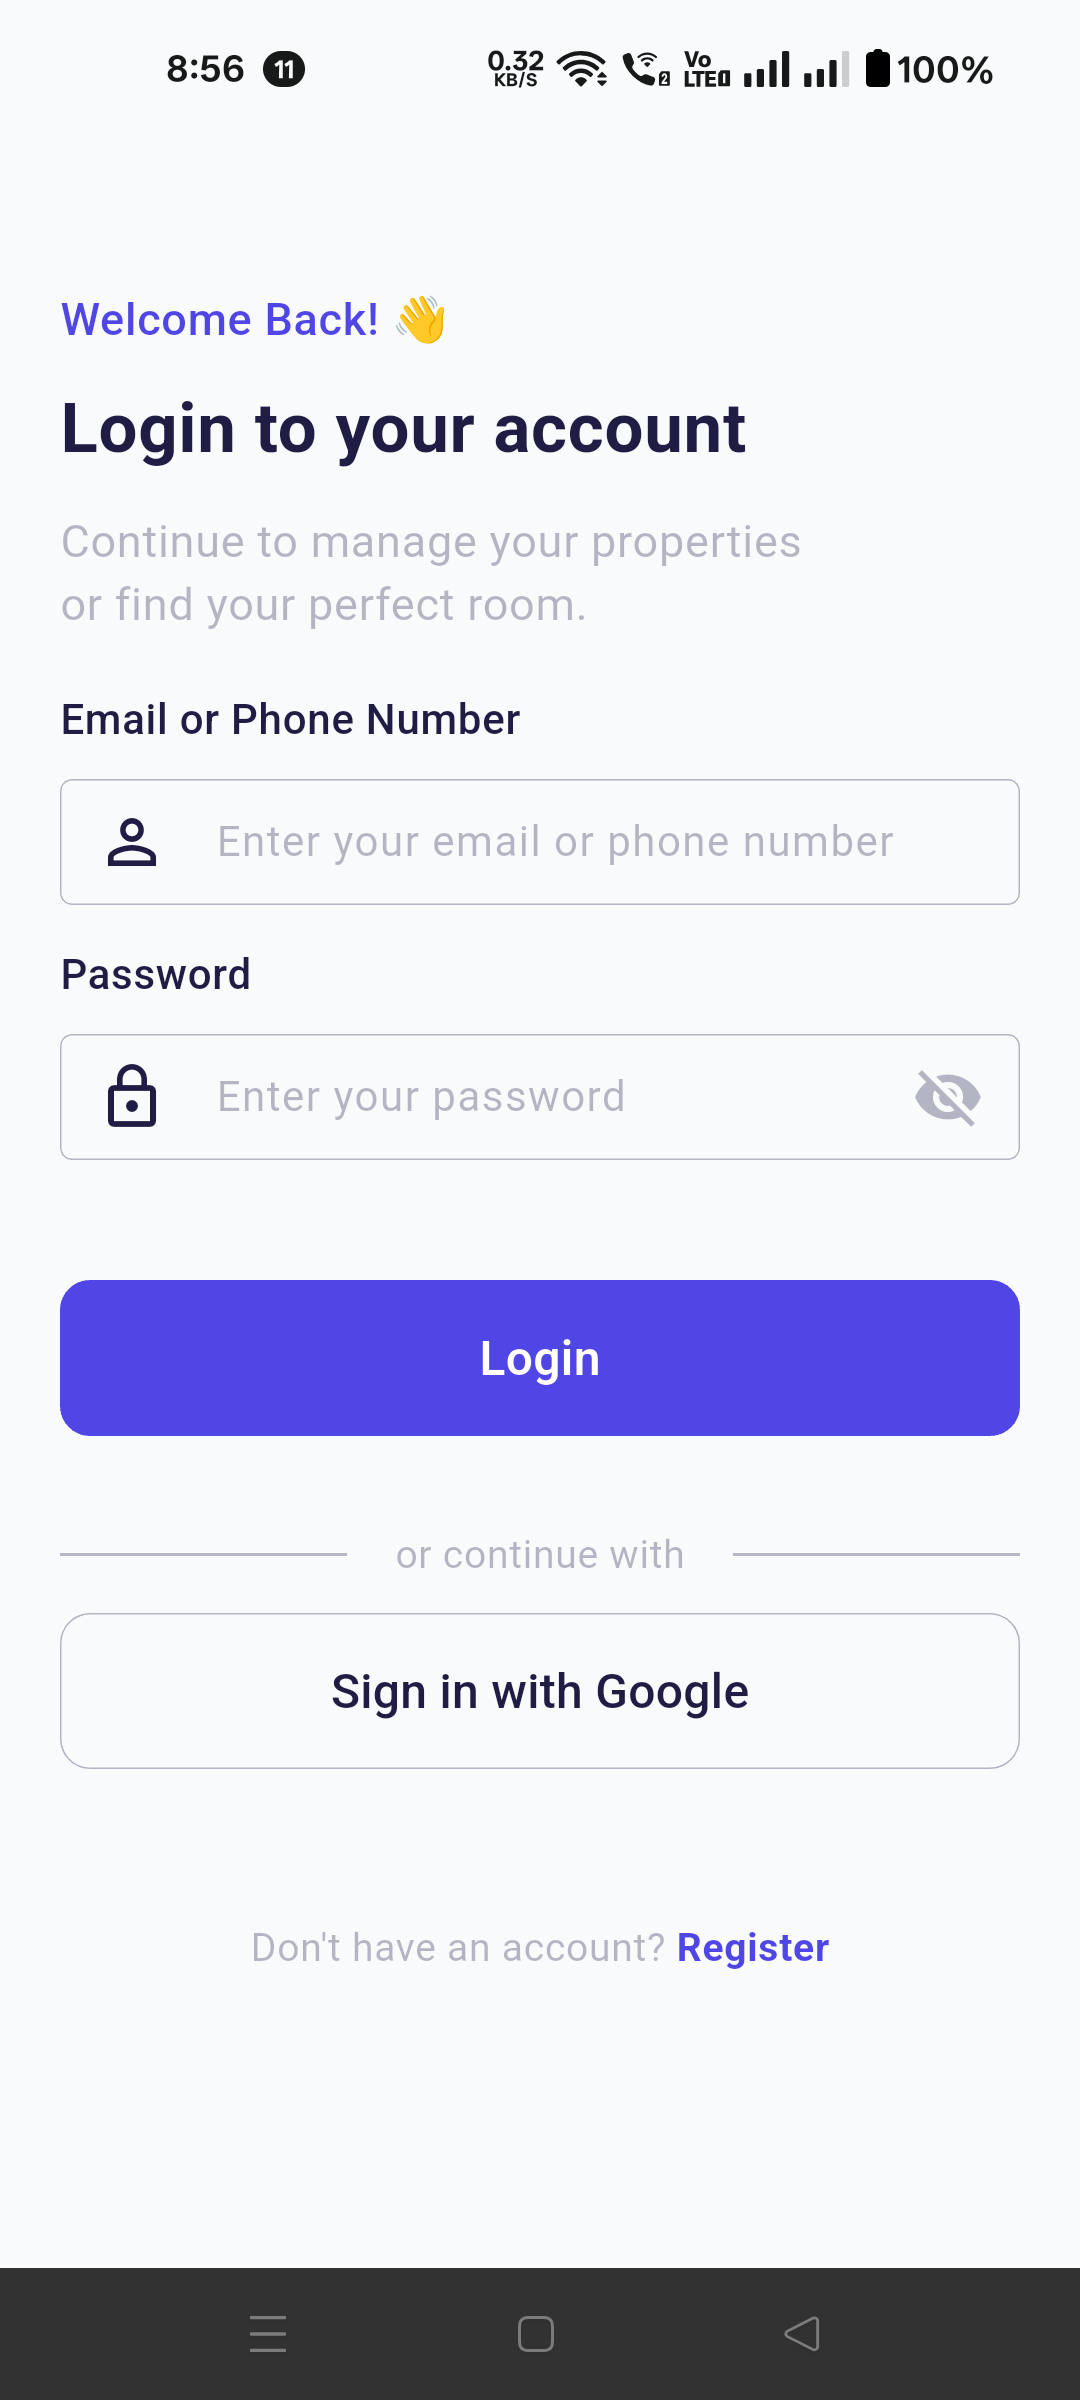 8:56 11 0.32 KB/S 2 Vo LTE 100%
Welcome Back! 👋
Login to your account
Continue to manage your properties
or find your perfect room.
Email or Phone Number
Enter your email or phone number
Password
Enter your password
Login
or continue with
Sign in with Google
Don't have an account? Register